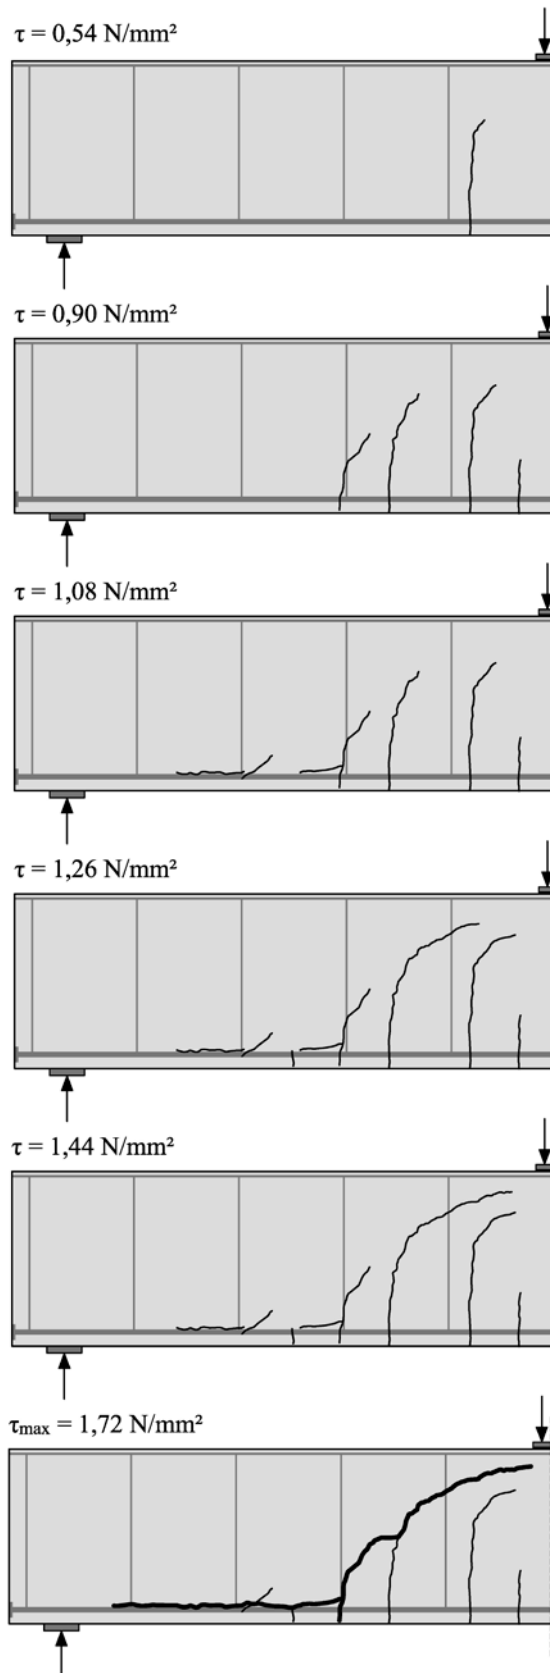 τ = 0,54 N/mm²
τ = 0,90 N/mm²
τ = 1,08 N/mm²
τ = 1,26 N/mm²
τ = 1,44 N/mm²
τmax = 1,72 N/mm²